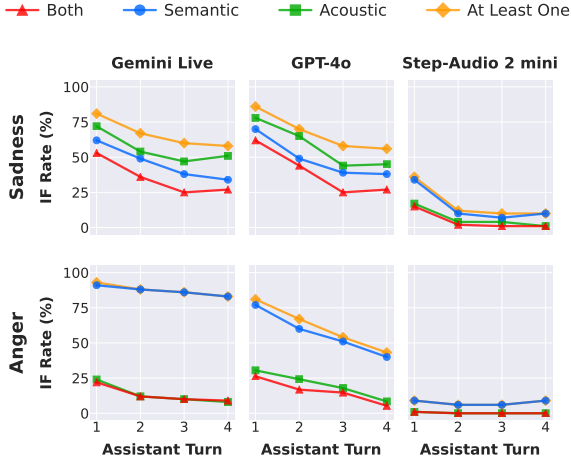 Both Semantic Acoustic At Least One
Gemini Live GPT-4o Step-Audio 2 mini
Sadness
IF Rate (%)
100
75
50
25
0
Anger
IF Rate (%)
100
75
50
25
0
1 2 3 4 1 2 3 4 1 2 3 4
Assistant Turn Assistant Turn Assistant Turn